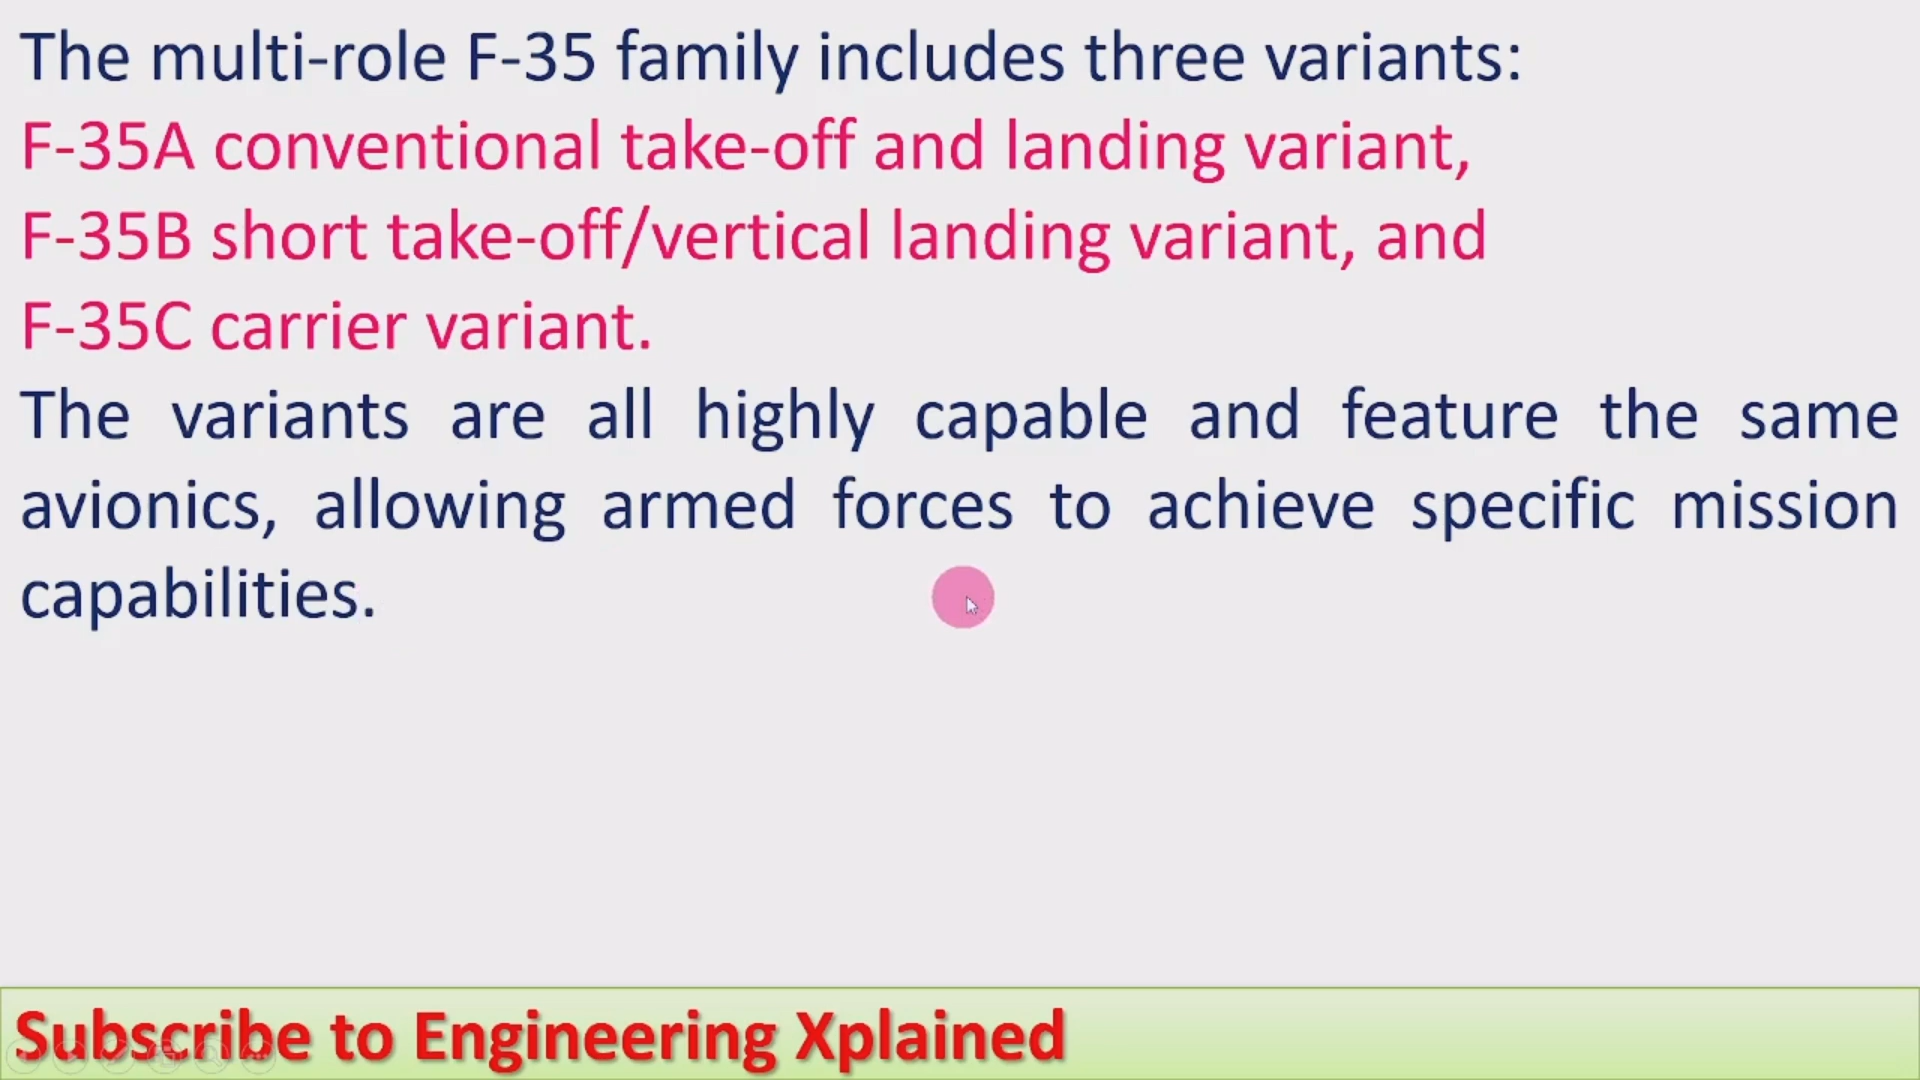 The multi-role F-35 family includes three variants:
F-35A conventional take-off and landing variant,
F-35B short take-off/vertical landing variant, and
F-35C carrier variant.
The variants are all highly capable and feature the same
avionics, allowing armed forces to achieve specific mission
capabilities.
Subscribe to Engineering Xplained